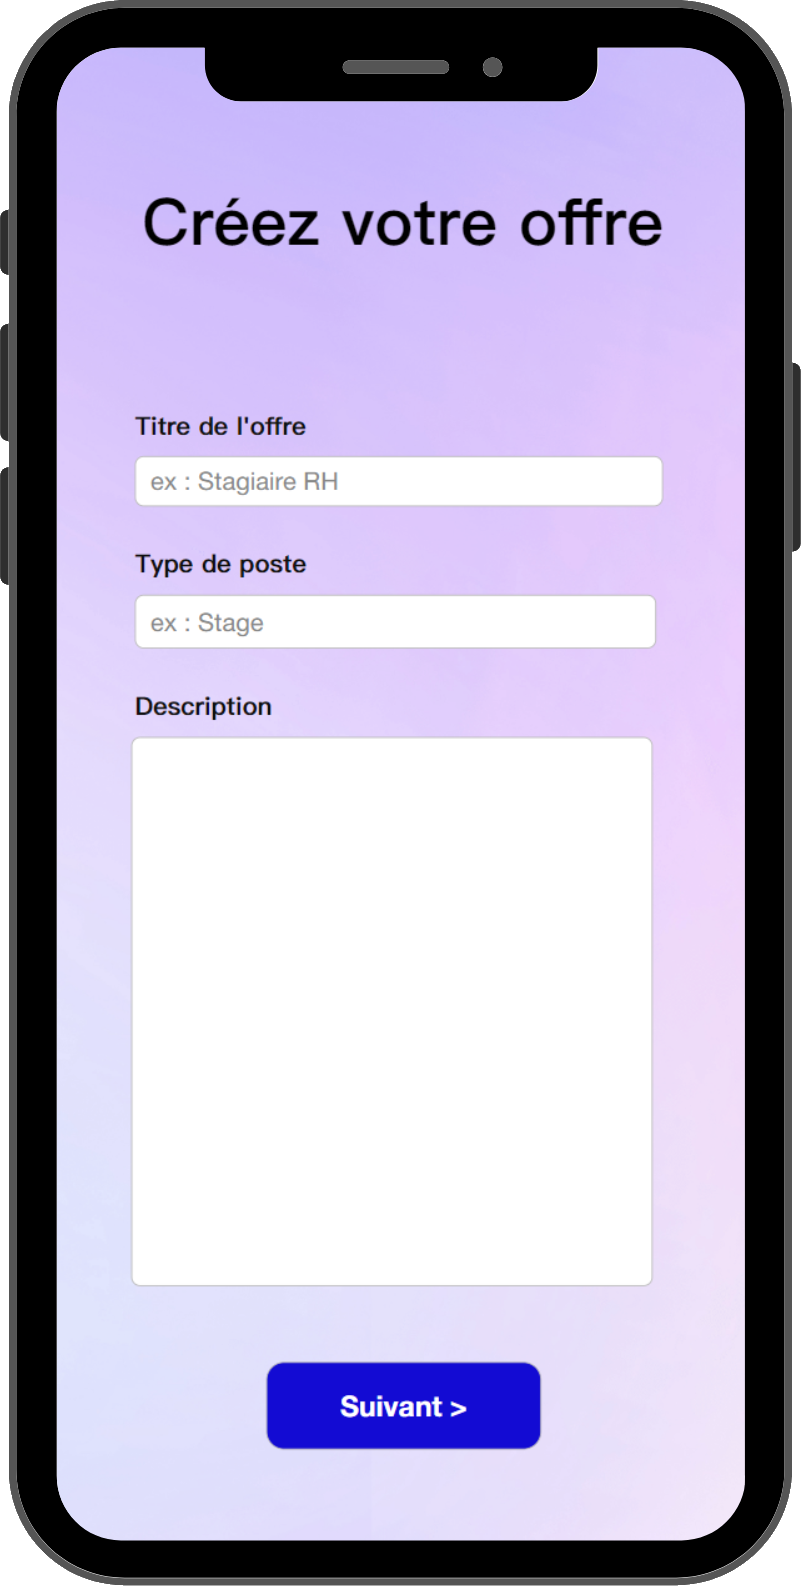 Créez votre offre
Titre de l'offre
ex : Stagiaire RH
Type de poste
ex : Stage
Description
Suivant >